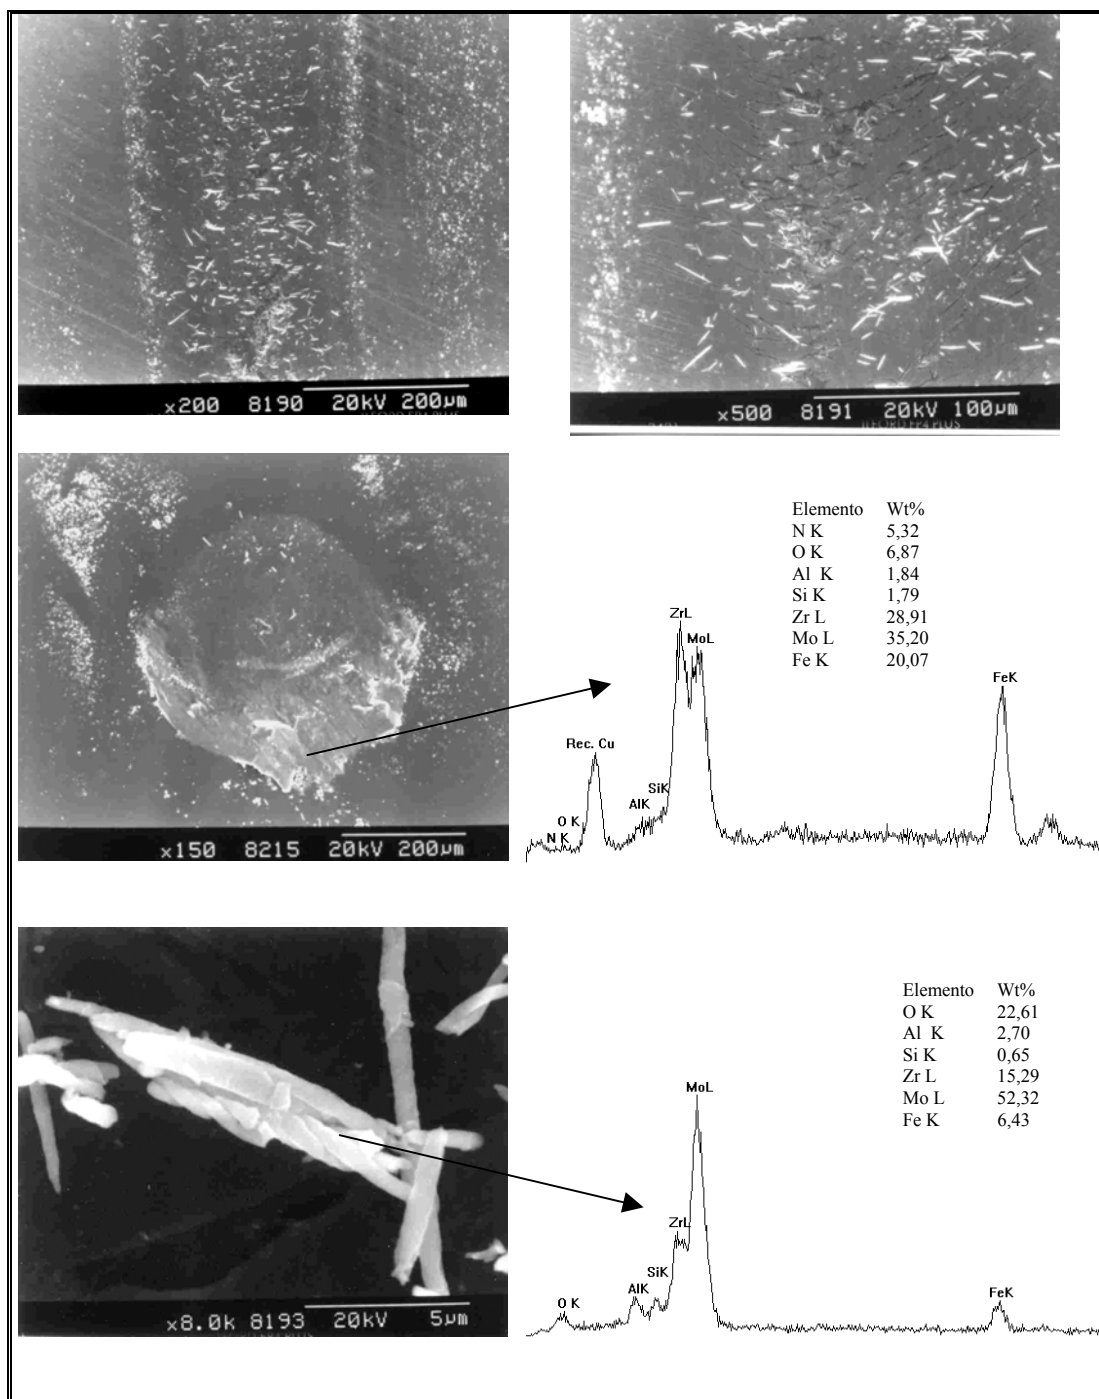 x200 8190 20kV 200µm
x500 8191 20kV 100µm
FORD FP4 PLUS
x150 8215 20kV 200µm
Elemento Wt%
N K 5,32
O K 6,87
Al K 1,84
Si K 1,79
Zr L 28,91
Mo L 35,20
Fe K 20,07
ZrL
MoL
FeK
Rec. Cu
SiK
AlK
O K
N K
x8.0k 8193 20kV 5µm
Elemento Wt%
O K 22,61
Al K 2,70
Si K 0,65
Zr L 15,29
Mo L 52,32
Fe K 6,43
MoL
ZrL
SiK
AlK
O K
FeK